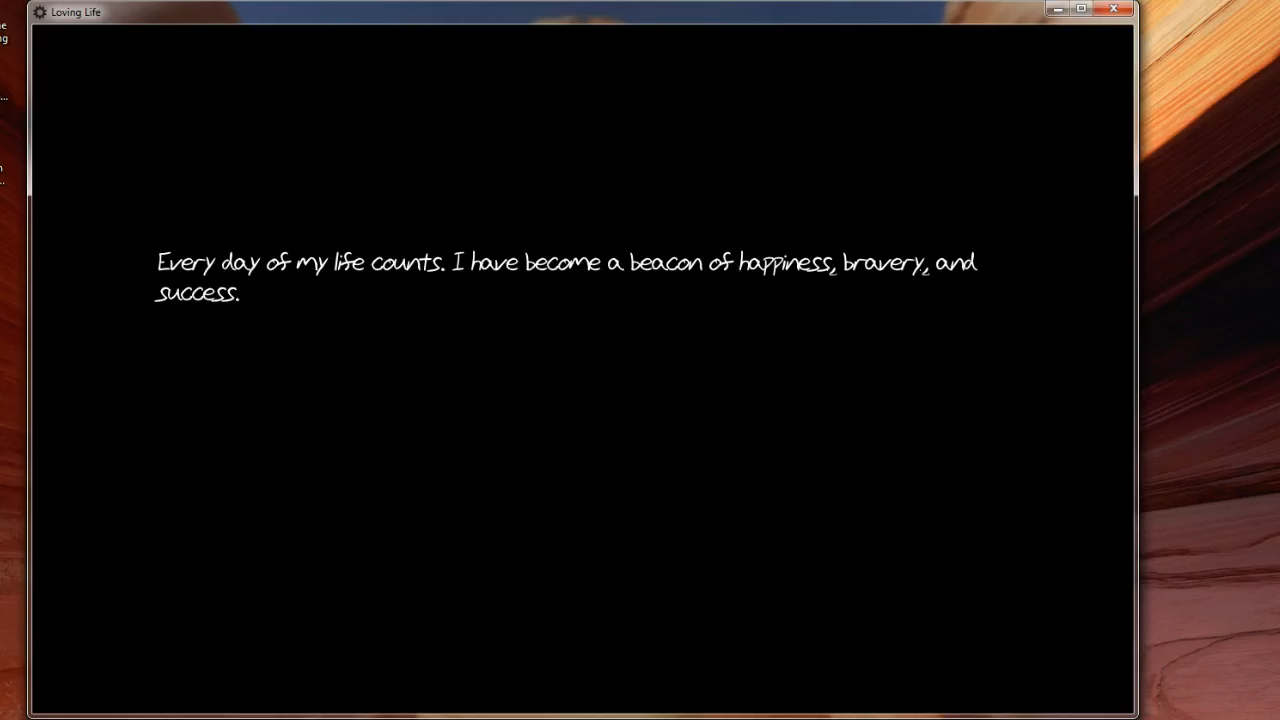 Loving Life
Every day of my life counts. I have become a beacon of happiness, bravery, and
success.